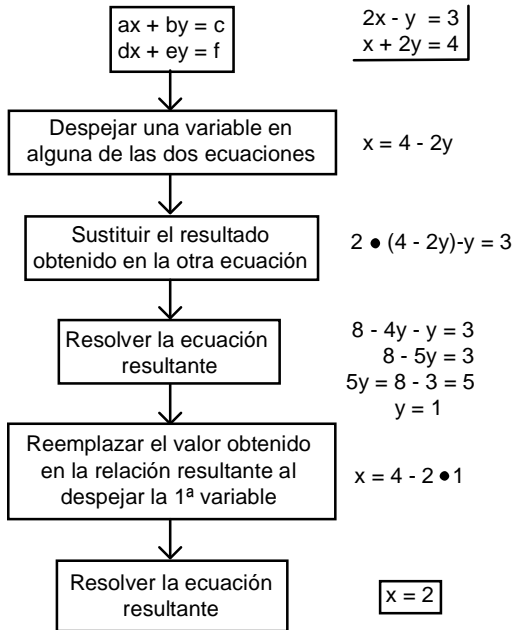 ax + by = c
dx + ey = f
2x - y = 3
x + 2y = 4
Despejar una variable en
alguna de las dos ecuaciones
x = 4 - 2y
Sustituir el resultado
obtenido en la otra ecuación
2 • (4 - 2y)-y = 3
Resolver la ecuación
resultante
8 - 4y - y = 3
8 - 5y = 3
5y = 8 - 3 = 5
y = 1
Reemplazar el valor obtenido
en la relación resultante al
despejar la 1ª variable
x = 4 - 2 • 1
Resolver la ecuación
resultante
x = 2